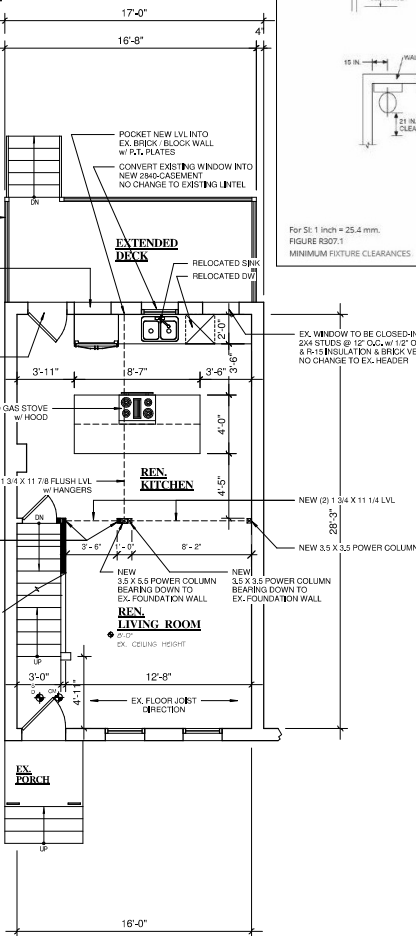 17'-0"
16'-8"
4"
15 IN.
21 IN.
For SI: 1 inch = 25.4 mm.
FIGURE R307.1
MINIMUM FIXTURE CLEARANCES
POCKET NEW LVL INTO
EX. BRICK / BLOCK WALL
w/ P.T. PLATES
CONVERT EXISTING WINDOW INTO
NEW 2840-CASEMENT
NO CHANGE TO EXISTING LINTEL
DN
EXTENDED
DECK
RELOCATED SINK
RELOCATED DW
EX. WINDOW TO BE CLOSED-IN
2X4 STUDS @ 12" O.C. w/ 1/2" O
& R-15 INSULATION & BRICK VE
NO CHANGE TO EX. HEADER
2'-0"
3'-6"
3'-11"
8'-7"
3'-6"
GAS STOVE
w/ HOOD
4'-0"
REN.
KITCHEN
4'-5"
1 3/4 X 11 7/8 FLUSH LVL
w/ HANGERS
NEW (2) 1 3/4 X 11 1/4 LVL
28'-3"
DN
3'-6"
1'-0"
8'-2"
NEW 3.5 X 3.5 POWER COLUMN
NEW
3.5 X 5.5 POWER COLUMN
BEARING DOWN TO
EX. FOUNDATION WALL
NEW
3.5 X 3.5 POWER COLUMN
BEARING DOWN TO
EX. FOUNDATION WALL
REN.
LIVING ROOM
8'-0"
EX. CEILING HEIGHT
UP
3'-0"
12'-8"
4'-11"
CM
EX. FLOOR JOIST
DIRECTION
EX.
PORCH
UP
16'-0"